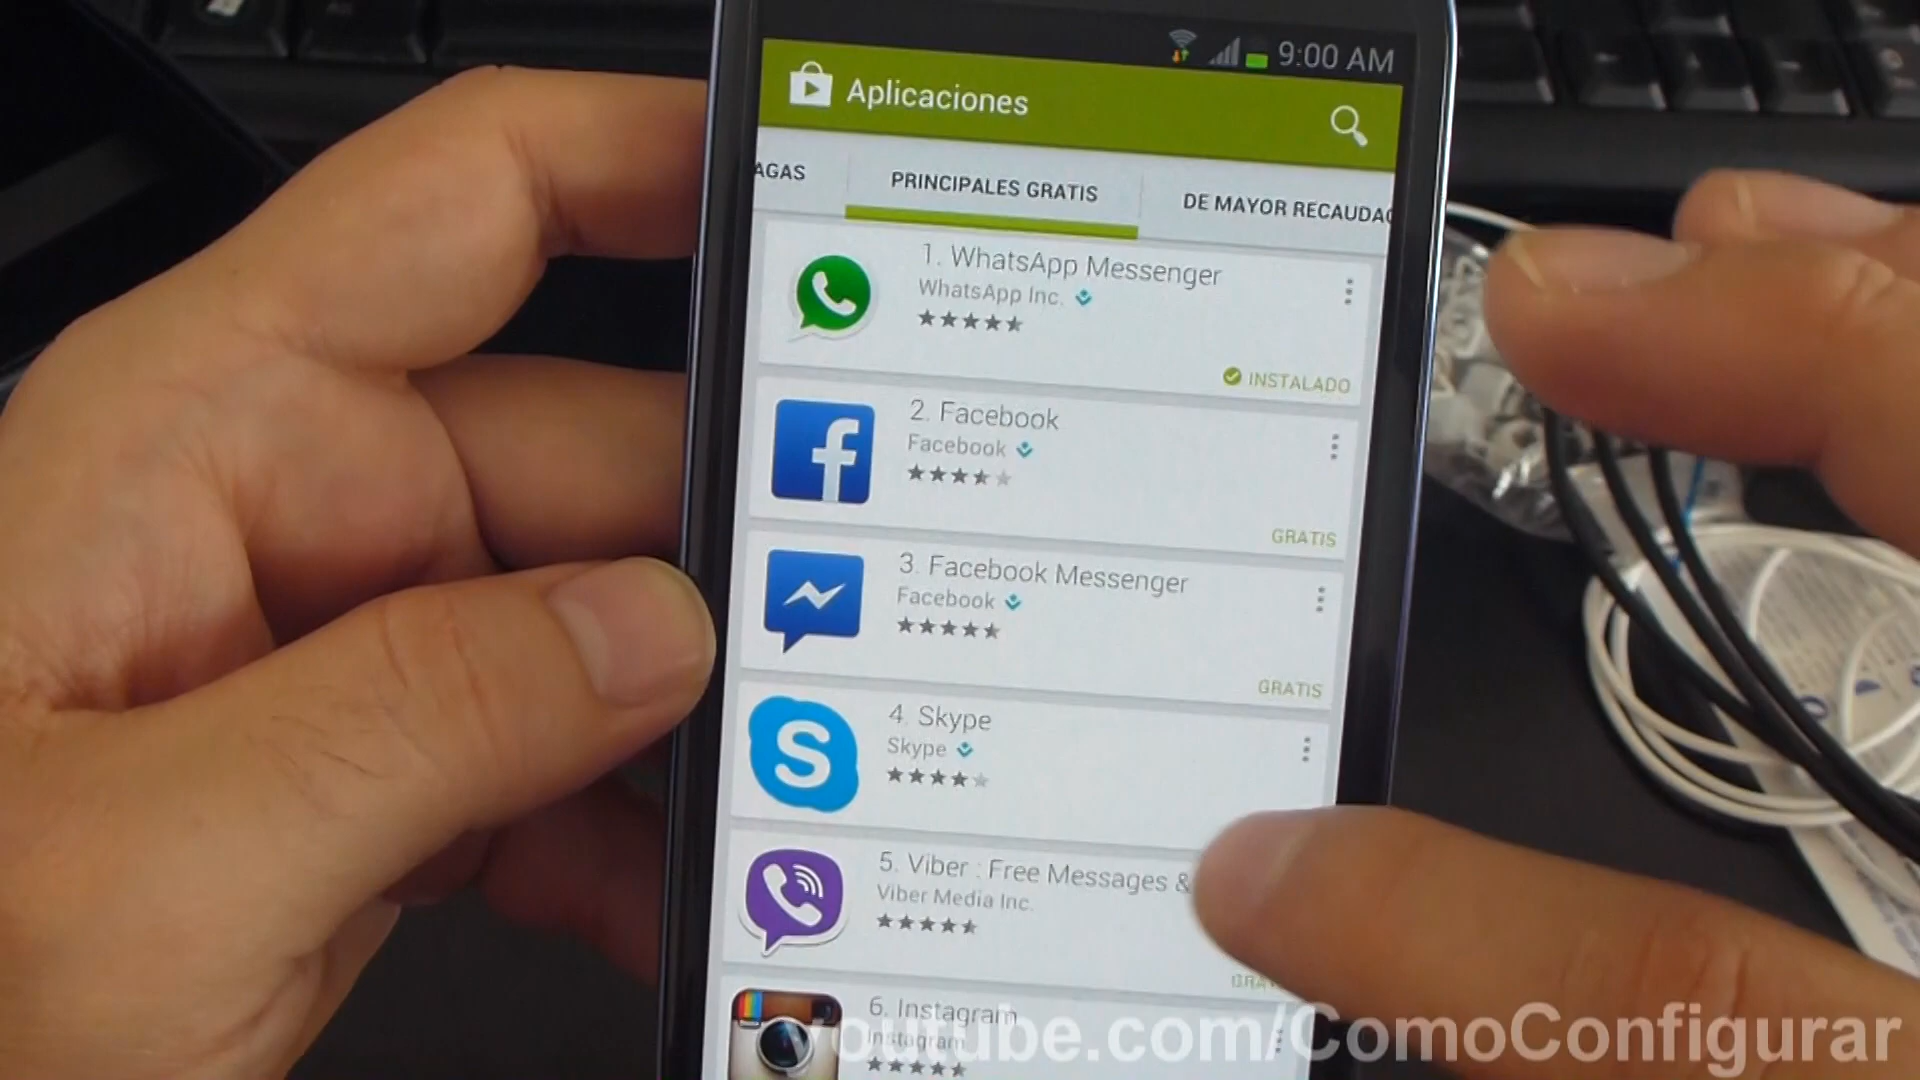 9:00 AM
Aplicaciones
AGAS
PRINCIPALES GRATIS
DE MAYOR RECAUDAC
1. WhatsApp Messenger
WhatsApp Inc.
INSTALADO
2. Facebook
Facebook
GRATIS
3. Facebook Messenger
Facebook
GRATIS
4. Skype
Skype
5. Viber : Free Messages &
Viber Media Inc.
GRA
6. Instagram
Instagram
youtube.com/ComoConfigurar